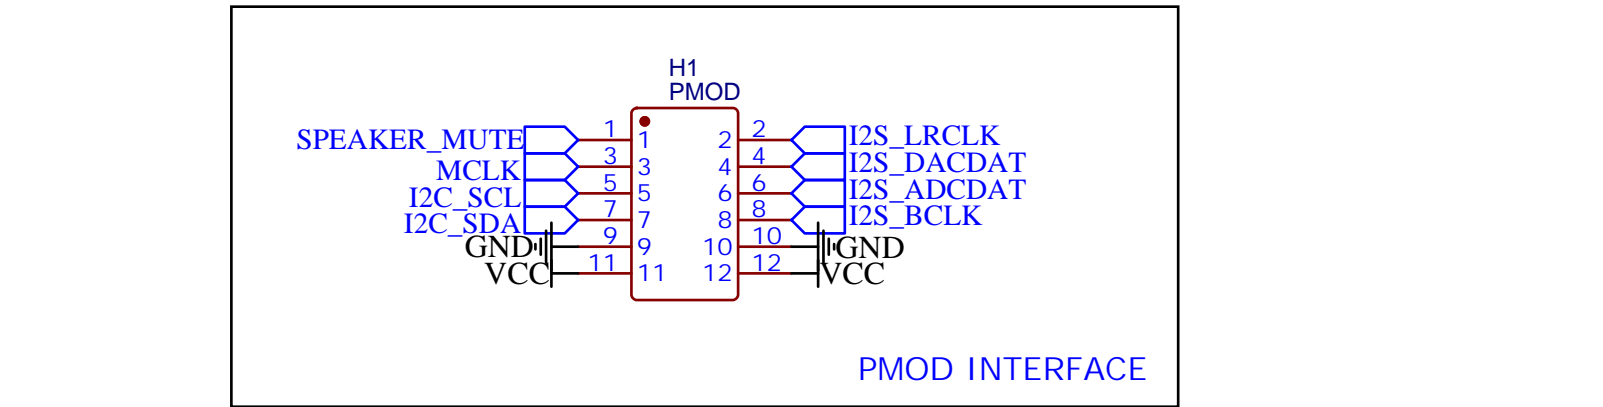 H1
PMOD
SPEAKER_MUTE 1 1 2 2 I2S_LRCLK
MCLK 3 3 4 4 I2S_DACDAT
I2C_SCL 5 5 6 6 I2S_ADCDAT
I2C_SDA 7 7 8 8 I2S_BCLK
GND 9 9 10 10 GND
VCC 11 11 12 12 VCC
PMOD INTERFACE